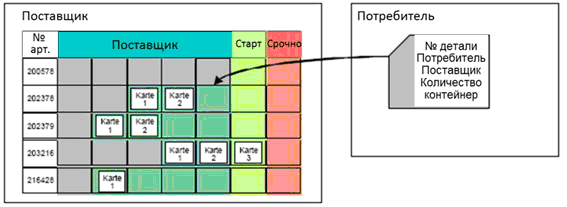 Поставщик
№
арт.
Поставщик
Старт
Срочно
200578
202378
Karte
1
Karte
2
202379
Karte
1
Karte
2
203216
Karte
1
Karte
2
Karte
3
216428
Karte
1
Потребитель
№ детали
Потребитель
Поставщик
Количество
контейнер